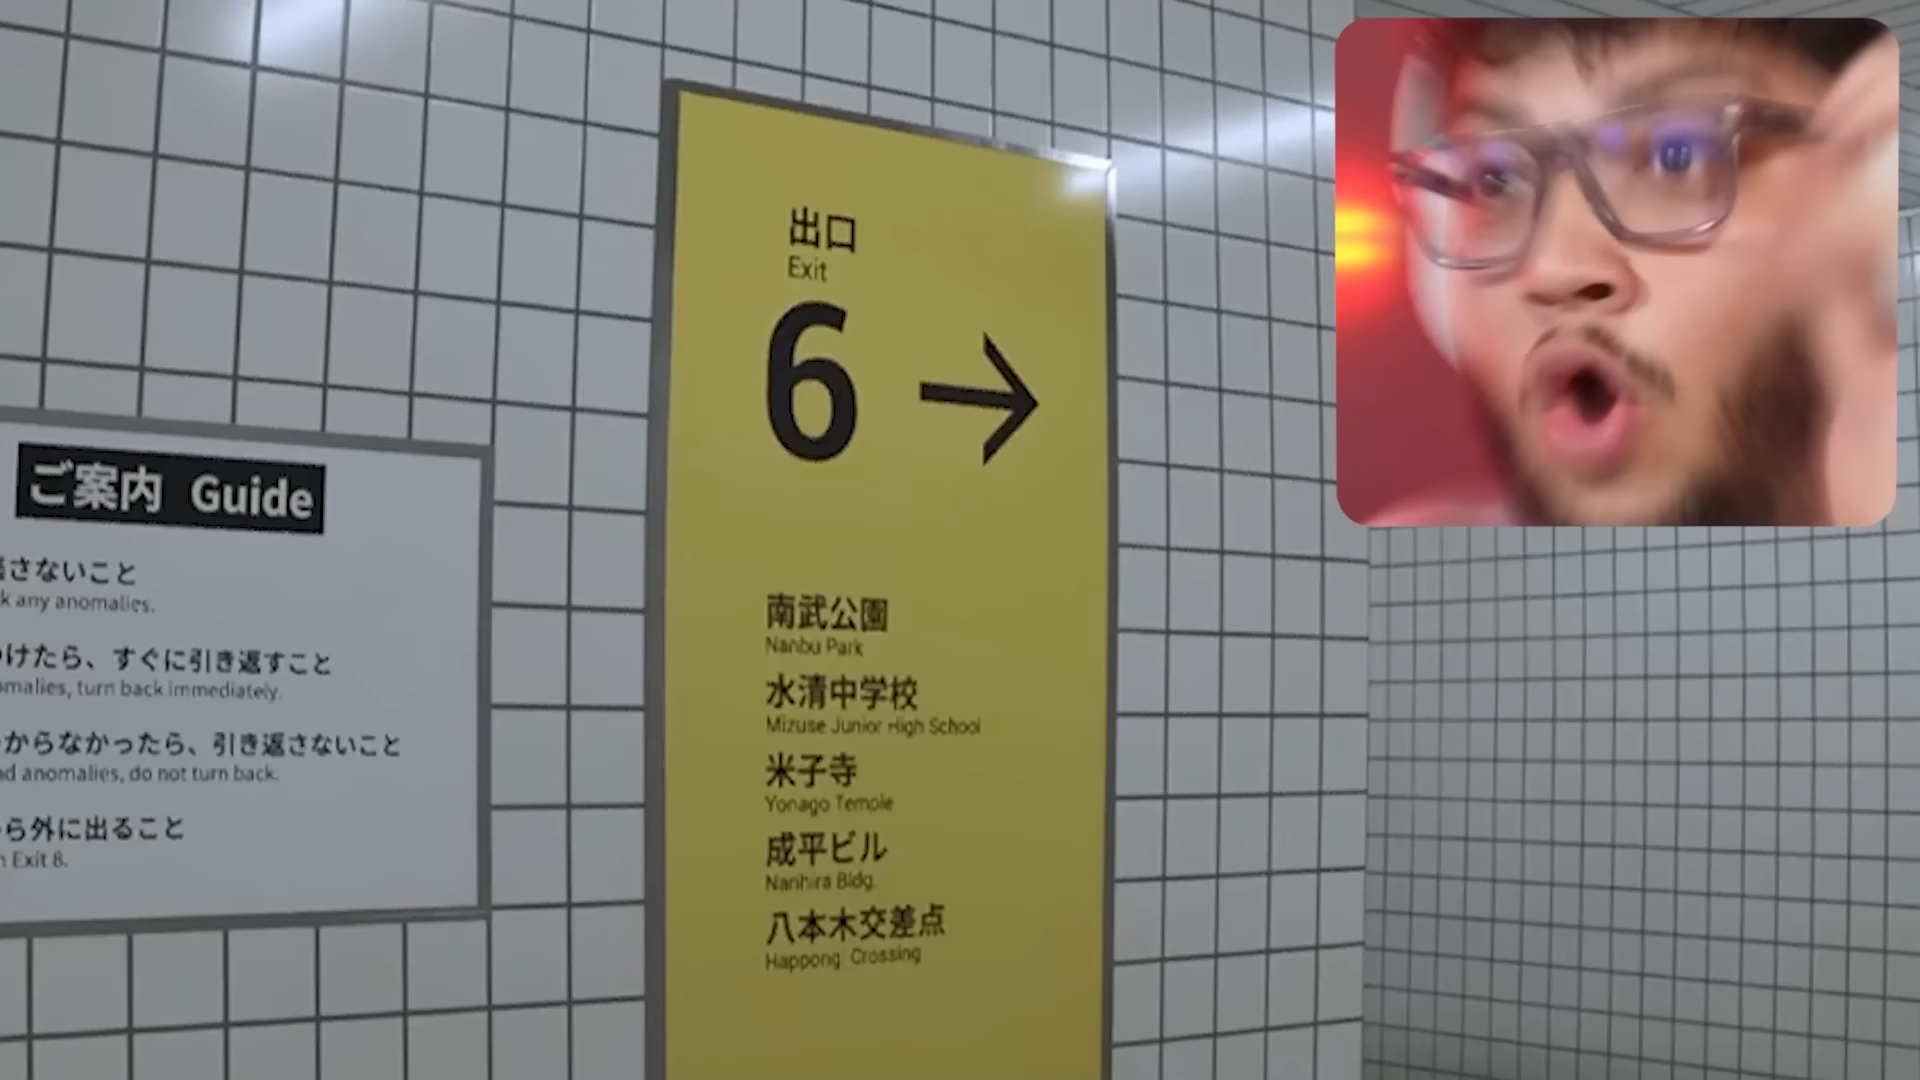 ご案内 Guide
さないこと
k any anomalies.
けたら、すぐに引き返すこと
omalies, turn back immediately.
からなかったら、引き返さないこと
nd anomalies, do not turn back.
ら外に出ること
n Exit 8.
出口
Exit
6 →
南武公園
Nanbu Park
水清中学校
Mizuse Junior High School
米子寺
Yonago Temple
成平ビル
Narihira Bldg.
八本木交差点
Crossing